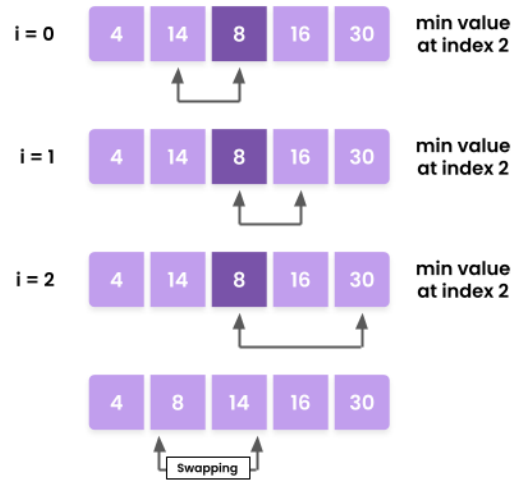 i = 0 4 14 8 16 30 min value
at index 2
i = 1 4 14 8 16 30 min value
at index 2
i = 2 4 14 8 16 30 min value
at index 2
4 8 14 16 30
Swapping